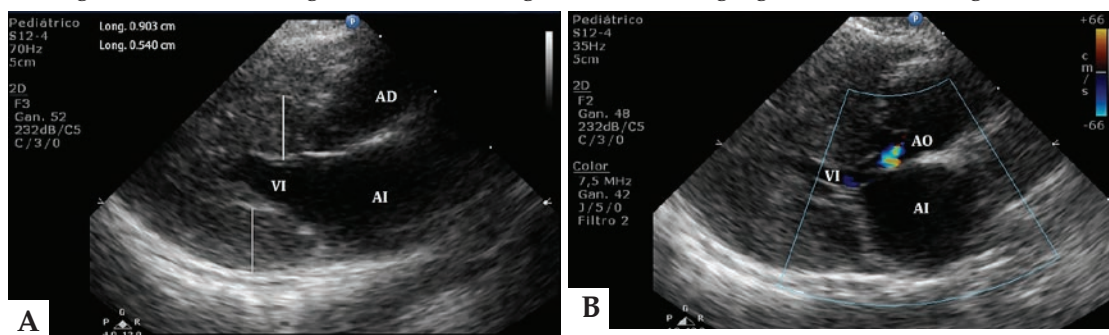 Pediátrico
S12-4
70Hz
5cm
2D
F3
Gan. 52
232dB/C5
C/3/0
Long. 0.903 cm
Long. 0.540 cm
P
AD
VI
AI
G
P R
A
Pediátrico
S12-4
35Hz
5cm
2D
F2
Gan. 48
232dB/C5
C/3/0
Color
7,5 MHz
Gan. 42
J/5/0
Filtro 2
P
+66
c
m
/
s
-66
AO
VI
AI
G
P R
B